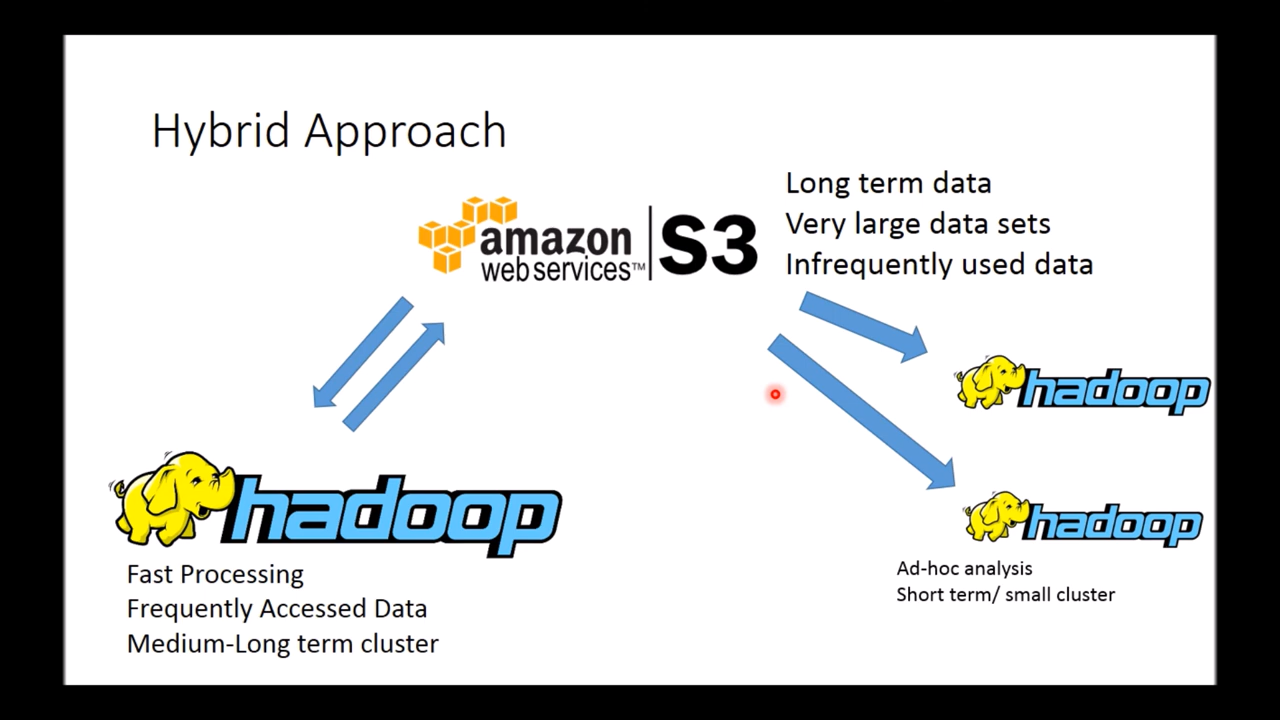 Hybrid Approach
Long term data
Very large data sets
Infrequently used data
amazon
web services™
S3
hadoop
hadoop
hadoop
Fast Processing
Frequently Accessed Data
Medium-Long term cluster
Ad-hoc analysis
Short term/ small cluster